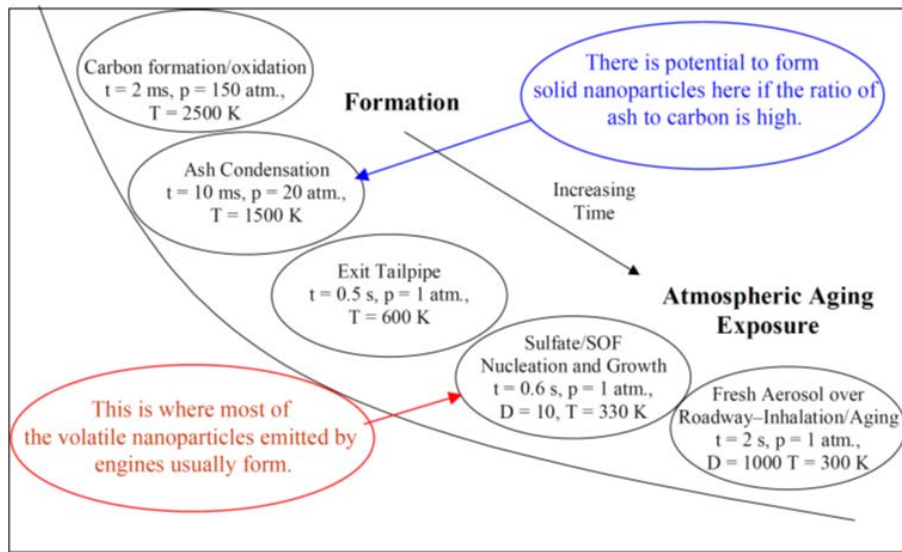 Carbon formation/oxidation
t = 2 ms, p = 150 atm.,
T = 2500 K
Formation
There is potential to form
solid nanoparticles here if the ratio of
ash to carbon is high.
Ash Condensation
t = 10 ms, p = 20 atm.,
T = 1500 K
Increasing
Time
Exit Tailpipe
t = 0.5 s, p = 1 atm.,
T = 600 K
Atmospheric Aging
Exposure
Sulfate/SOF
Nucleation and Growth
t = 0.6 s, p = 1 atm.,
D = 10, T = 330 K
This is where most of
the volatile nanoparticles emitted by
engines usually form.
Fresh Aerosol over
Roadway–Inhalation/Aging
t = 2 s, p = 1 atm.,
D = 1000 T = 300 K